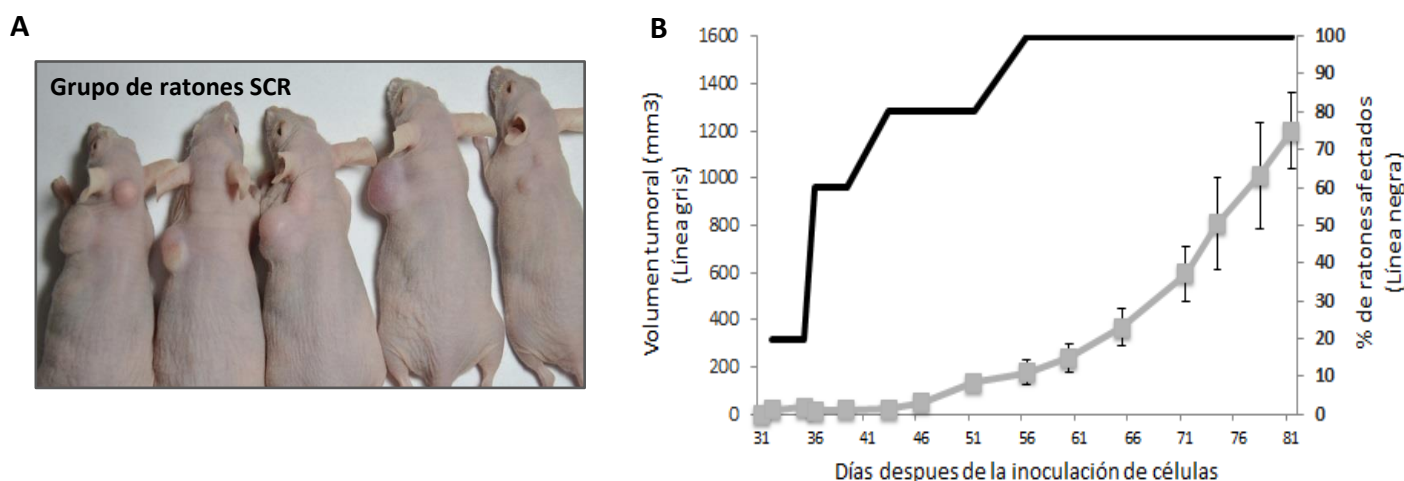 A
Grupo de ratones SCR
B
Volumen tumoral (mm3)
(Línea gris)
1600
1400
1200
1000
800
600
400
200
0
31 36 41 46 51 56 61 66 71 76 81
Días despues de la inoculación de células
100
90
80
70
60
50
40
30
20
10
0
% de ratones afectados
(Línea negra)